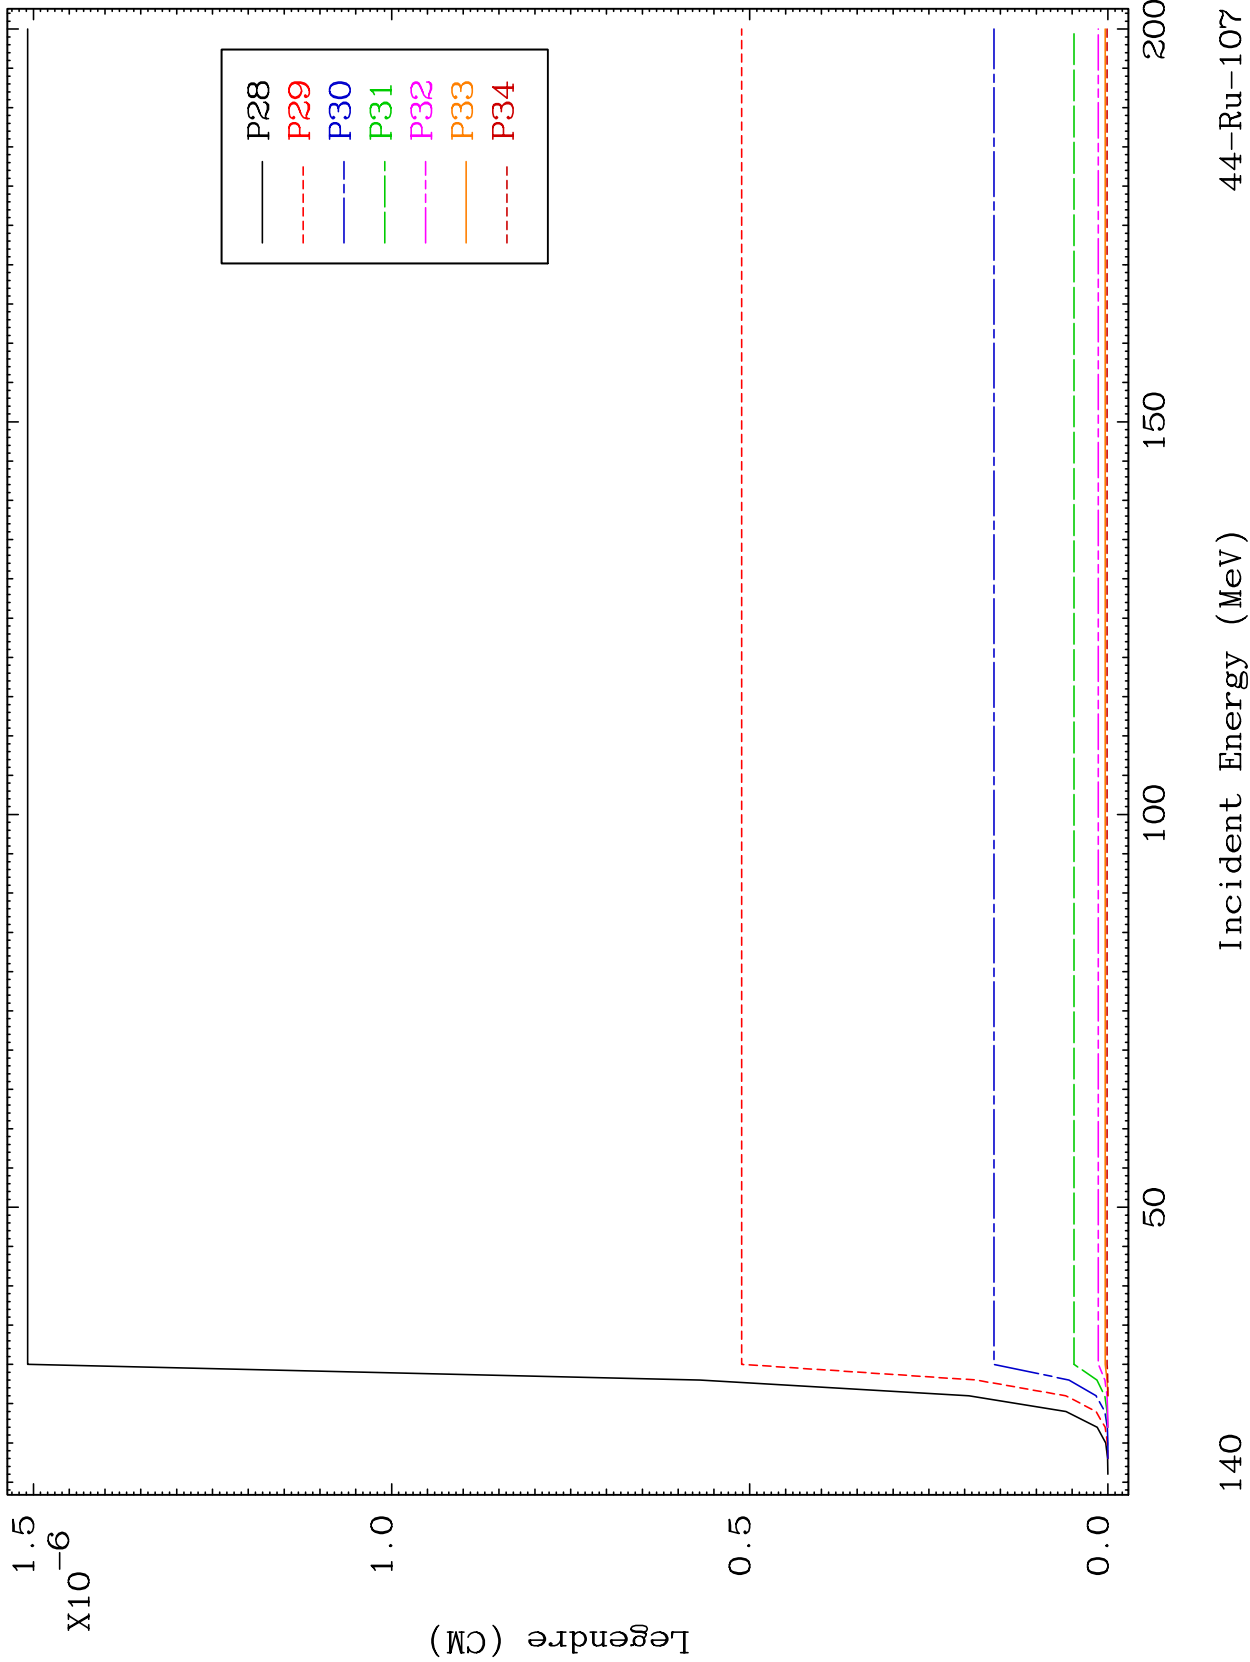 1.5
1.0
0.5
0.0
X10⁻⁶
Legendre (CM)
P28
P29
P30
P31
P32
P33
P34
50
100
150
200
Incident Energy (MeV)
140
44-Ru-107